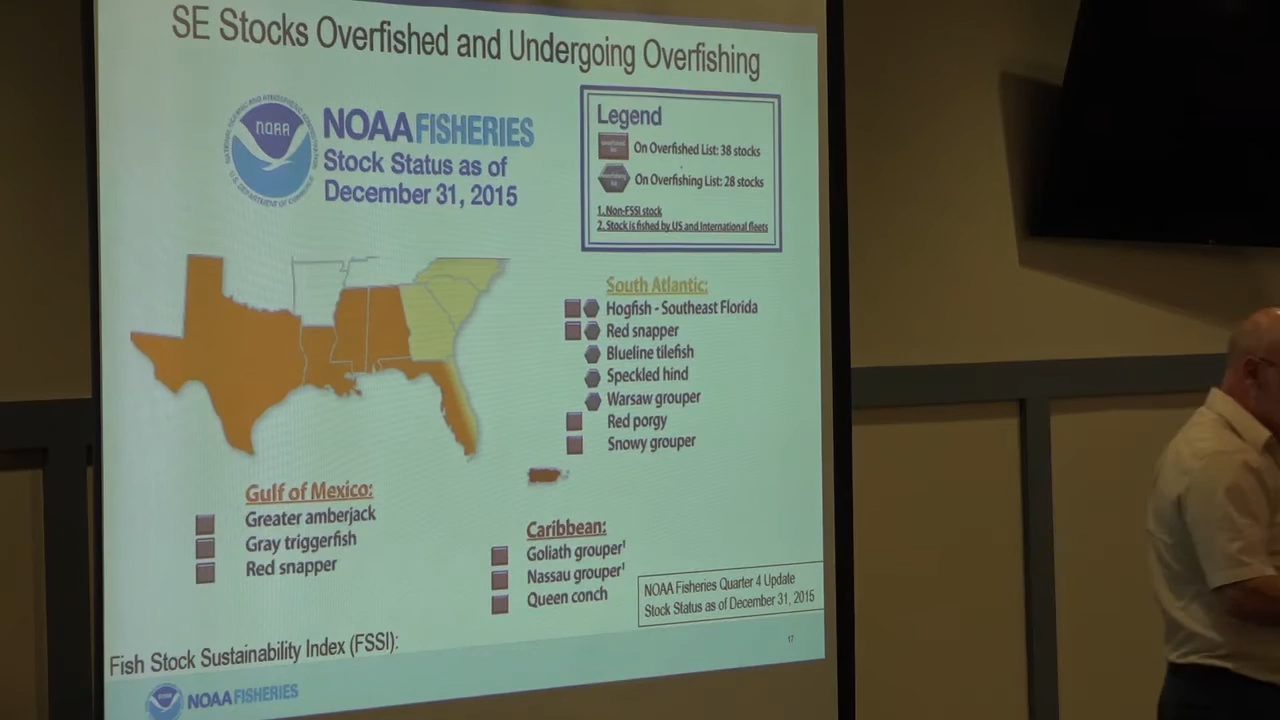 SE Stocks Overfished and Undergoing Overfishing
NOAA
NOAA FISHERIES
Stock Status as of
December 31, 2015
Legend
On Overfished List: 38 stocks
On Overfishing List: 28 stocks
1. Non-FSSI stock
2. Stock is fished by US and International fleets
South Atlantic:
Hogfish - Southeast Florida
Red snapper
Blueline tilefish
Speckled hind
Warsaw grouper
Red porgy
Snowy grouper
Gulf of Mexico:
Greater amberjack
Gray triggerfish
Red snapper
Caribbean:
Goliath grouper¹
Nassau grouper¹
Queen conch
NOAA Fisheries Quarter 4 Update
Stock Status as of December 31, 2015
17
Fish Stock Sustainability Index (FSSI):
NOAA FISHERIES